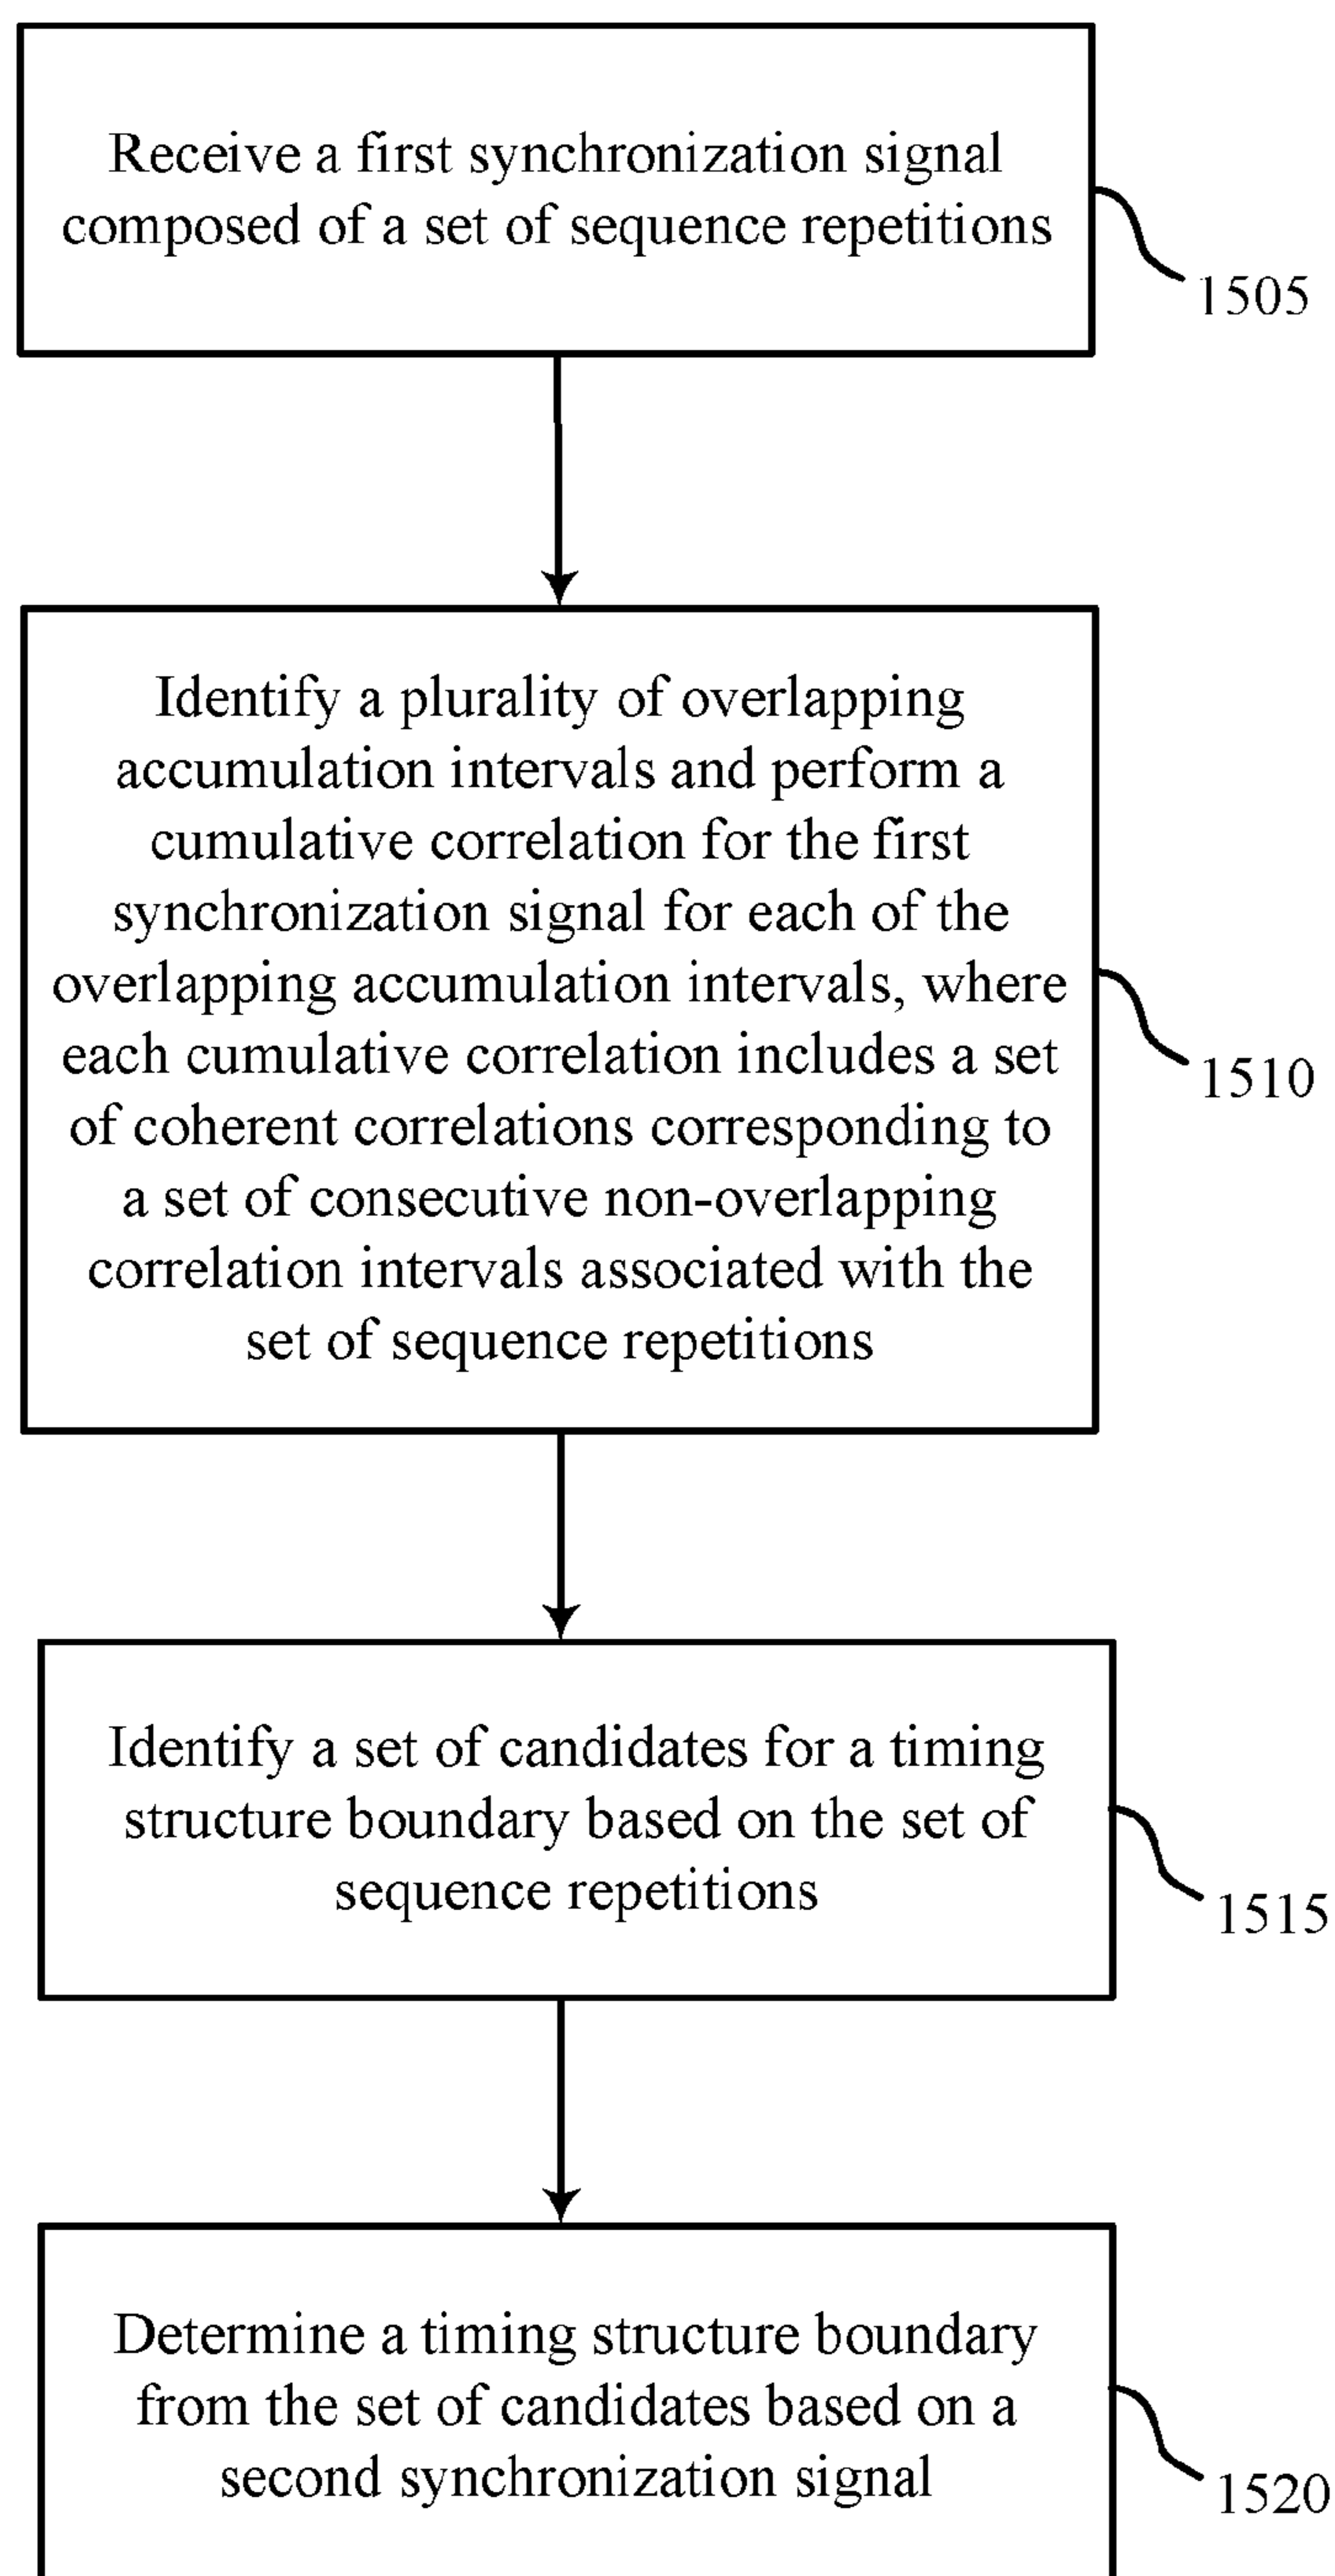 Receive a first synchronization signal
composed of a set of sequence repetitions
1505
Identify a plurality of overlapping
accumulation intervals and perform a
cumulative correlation for the first
synchronization signal for each of the
overlapping accumulation intervals, where
each cumulative correlation includes a set
of coherent correlations corresponding to
a set of consecutive non-overlapping
correlation intervals associated with the
set of sequence repetitions
1510
Identify a set of candidates for a timing
structure boundary based on the set of
sequence repetitions
1515
Determine a timing structure boundary
from the set of candidates based on a
second synchronization signal
1520